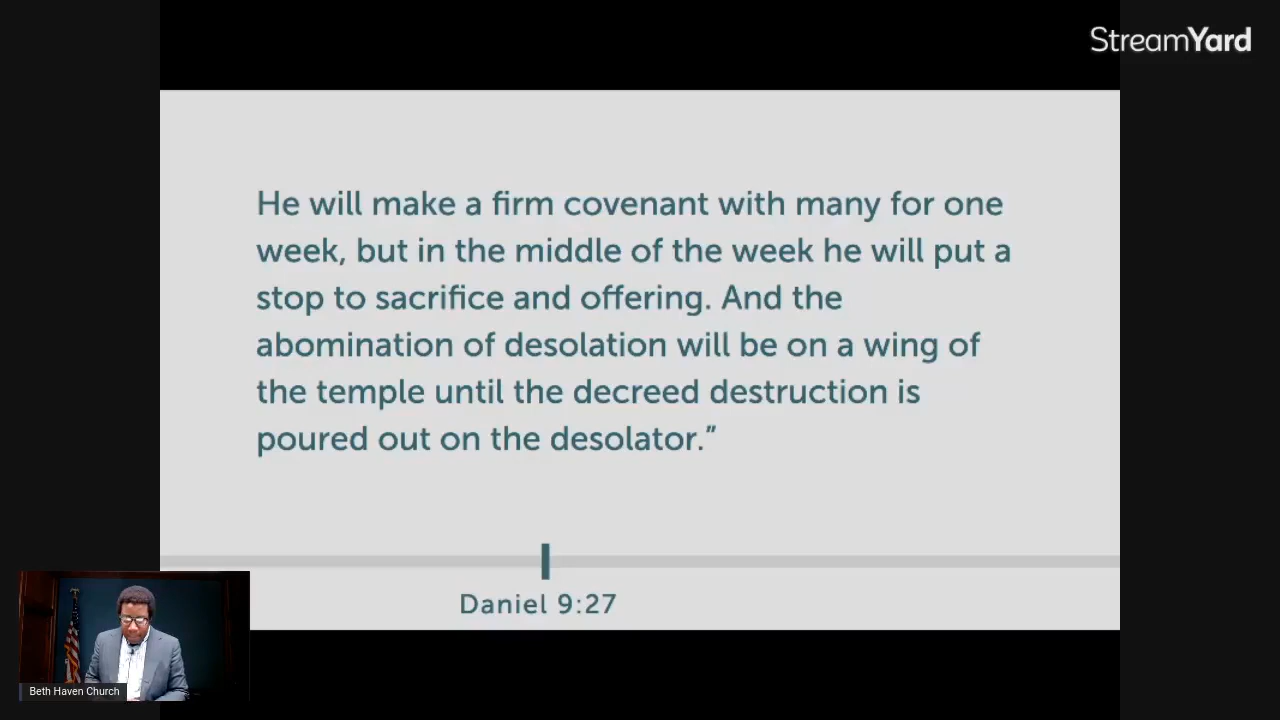 StreamYard
He will make a firm covenant with many for one
week, but in the middle of the week he will put a
stop to sacrifice and offering. And the
abomination of desolation will be on a wing of
the temple until the decreed destruction is
poured out on the desolator.”
Daniel 9:27
Beth Haven Church